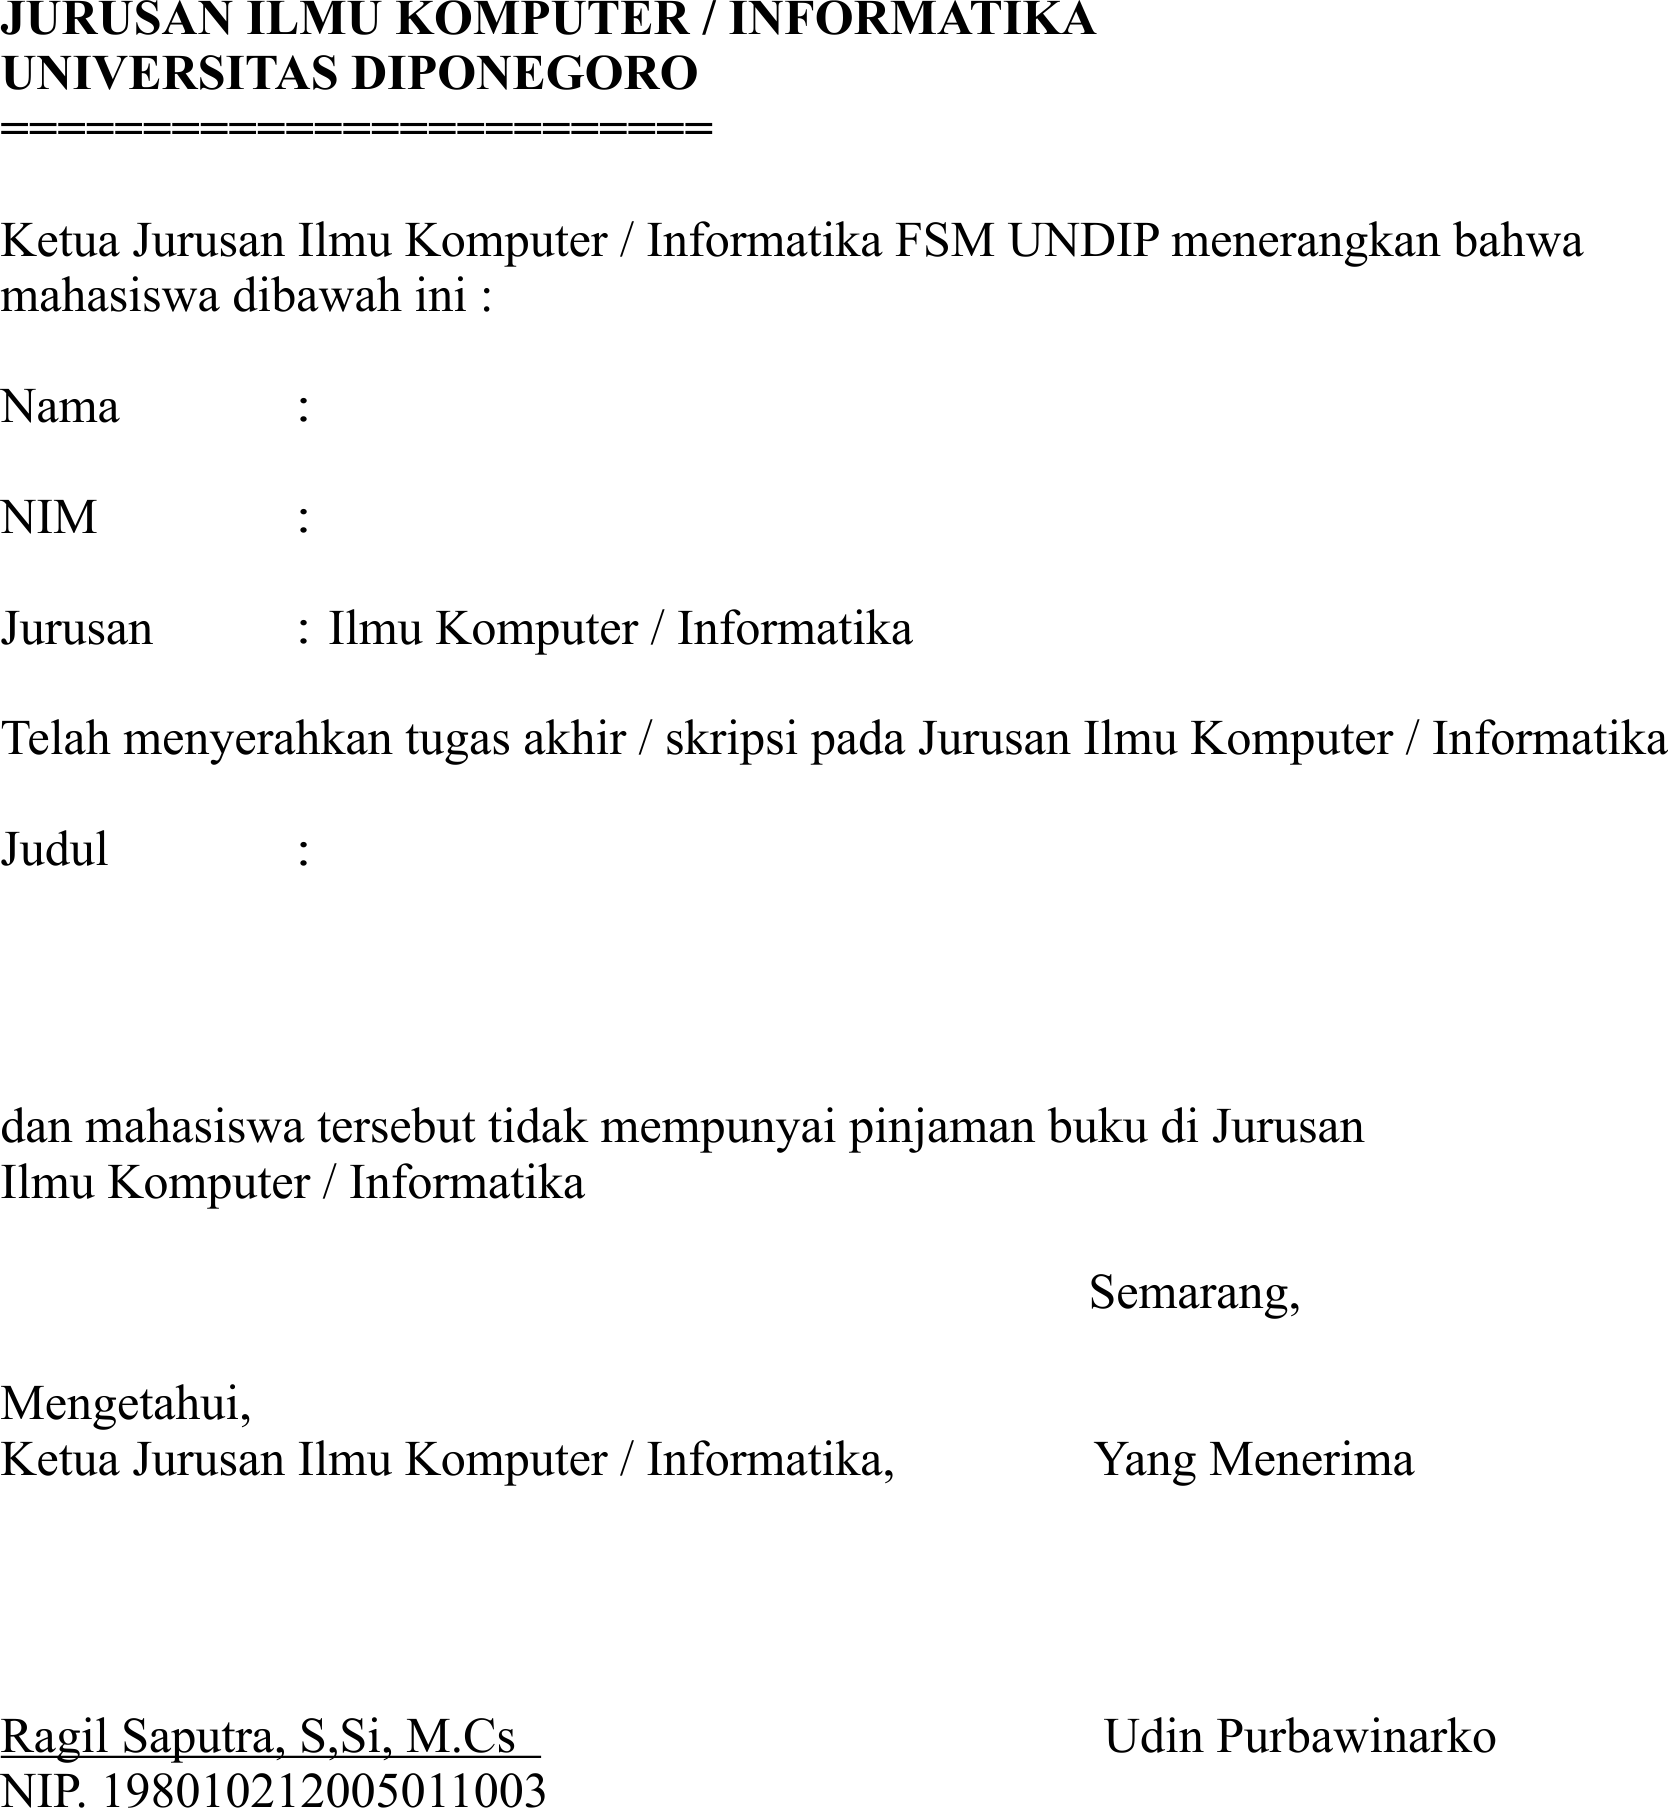 JURUSAN ILMU KOMPUTER / INFORMATIKA
UNIVERSITAS DIPONEGORO
=========================
Ketua Jurusan Ilmu Komputer / Informatika FSM UNDIP menerangkan bahwa
mahasiswa dibawah ini :
Nama :
NIM :
Jurusan : Ilmu Komputer / Informatika
Telah menyerahkan tugas akhir / skripsi pada Jurusan Ilmu Komputer / Informatika
Judul :
dan mahasiswa tersebut tidak mempunyai pinjaman buku di Jurusan
Ilmu Komputer / Informatika
Semarang,
Mengetahui,
Ketua Jurusan Ilmu Komputer / Informatika, Yang Menerima
Ragil Saputra, S,Si, M.Cs Udin Purbawinarko
NIP. 198010212005011003